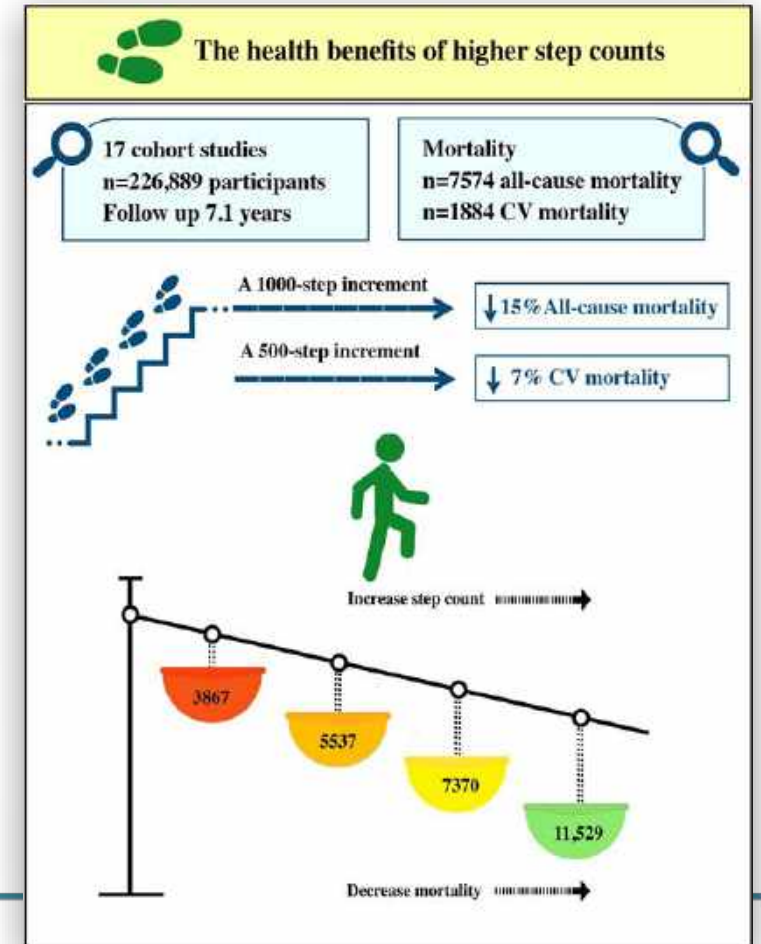 The health benefits of higher step counts
17 cohort studies
n=226,889 participants
Follow up 7.1 years
Mortality
n=7574 all-cause mortality
n=1884 CV mortality
A 1000-step increment
↓ 15% All-cause mortality
A 500-step increment
↓ 7% CV mortality
Increase step count
3867
5537
7370
11,529
Decrease mortality